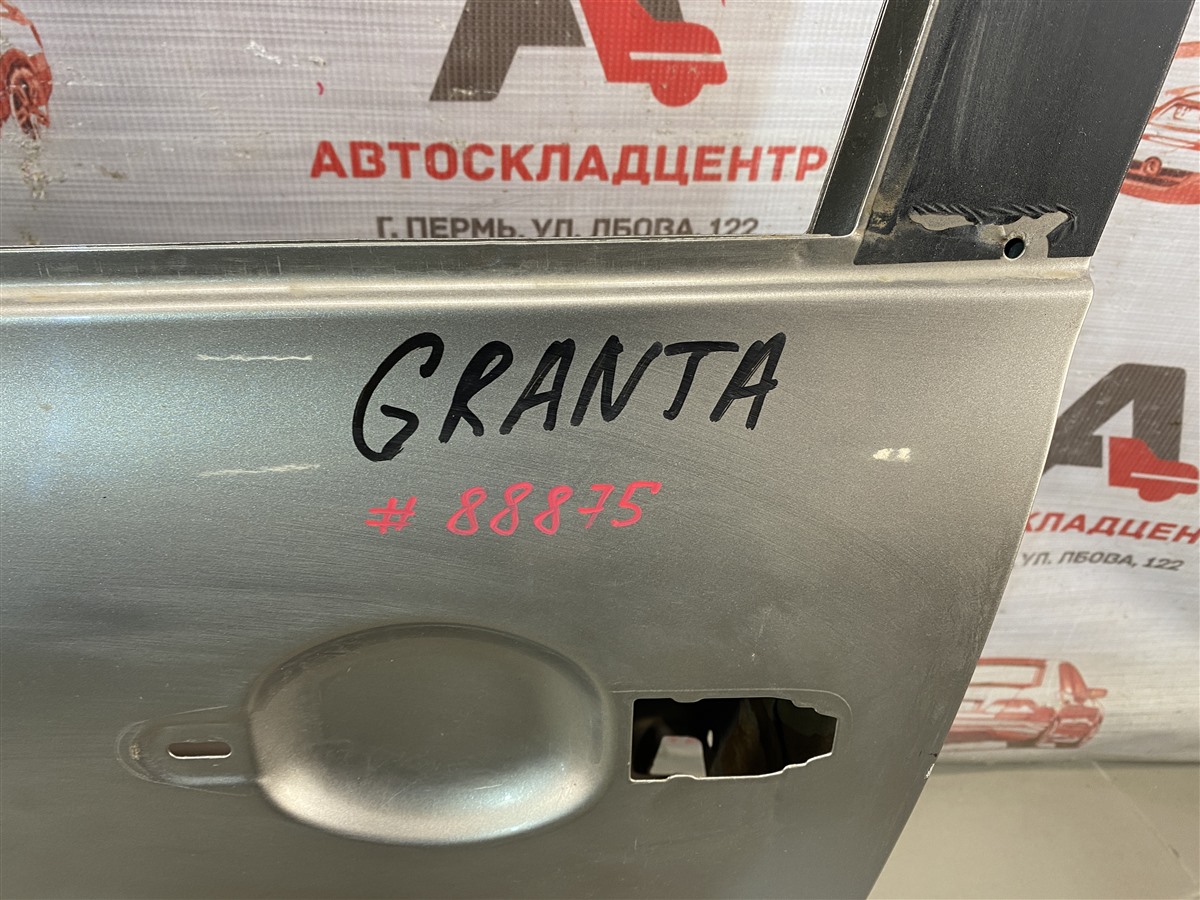 АВТОСКЛАДЦЕНТР
Г. ПЕРМЬ, УЛ. ЛБОВА, 122
GRANTA
# 88875
КЛАДЦЕН
УЛ. ЛБОВА, 122